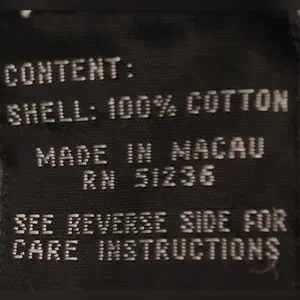 CONTENT:
SHELL: 100% COTTON
MADE IN MACAU
RN 51236
SEE REVERSE SIDE FOR
CARE INSTRUCTIONS